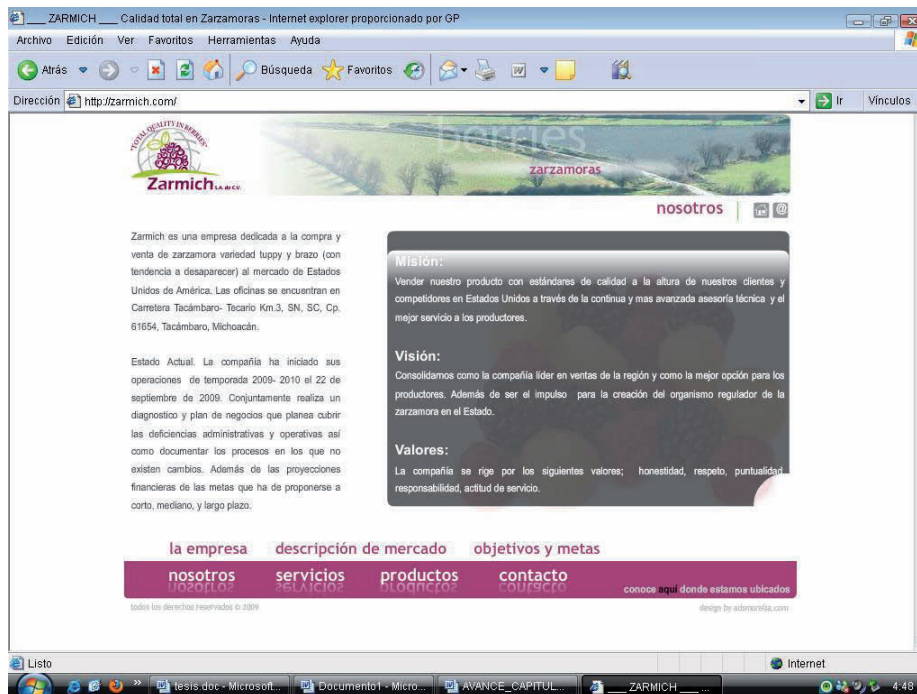 ___ ZARMICH ___ Calidad total en Zarzamoras - Internet explorer proporcionado por GP
Archivo Edición Ver Favoritos Herramientas Ayuda
Atrás Búsqueda Favoritos
Dirección http://zarmich.com/ Ir Vínculos
"TOTAL QUALITY IN BERRIES"
Zarmich S.A. de C.V.
berries
zarzamoras
nosotros
Zarmich es una empresa dedicada a la compra y
venta de zarzamora variedad tuppy y brazo (con
tendencia a desaparecer) al mercado de Estados
Unidos de América. Las oficinas se encuentran en
Carretera Tacámbaro- Tecario Km.3, SN, SC, Cp.
61654, Tacámbaro, Michoacán.
Estado Actual. La compañía ha iniciado sus
operaciones de temporada 2009- 2010 el 22 de
septiembre de 2009. Conjuntamente realiza un
diagnostico y plan de negocios que planea cubrir
las deficiencias administrativas y operativas así
como documentar los procesos en los que no
existen cambios. Además de las proyecciones
financieras de las metas que ha de proponerse a
corto, mediano, y largo plazo.
Misión:
Vender nuestro producto con estándares de calidad a la altura de nuestros clientes y
competidores en Estados Unidos a través de la continua y mas avanzada asesoría técnica y el
mejor servicio a los productores.
Visión:
Consolidarnos como la compañía líder en ventas de la región y como la mejor opción para los
productores. Además de ser el impulso para la creación del organismo regulador de la
zarzamora en el Estado.
Valores:
La compañía se rige por los siguientes valores; honestidad, respeto, puntualidad,
responsabilidad, actitud de servicio.
la empresa descripción de mercado objetivos y metas
nosotros servicios productos contacto
conoce aquí donde estamos ubicados
todos los derechos reservados © 2009
design by adsmorelia.com
Listo Internet
tesis.doc - Microsoft... Documento1 - Micro... AVANCE_CAPITUL... ___ ZARMICH ___ ... 4:48